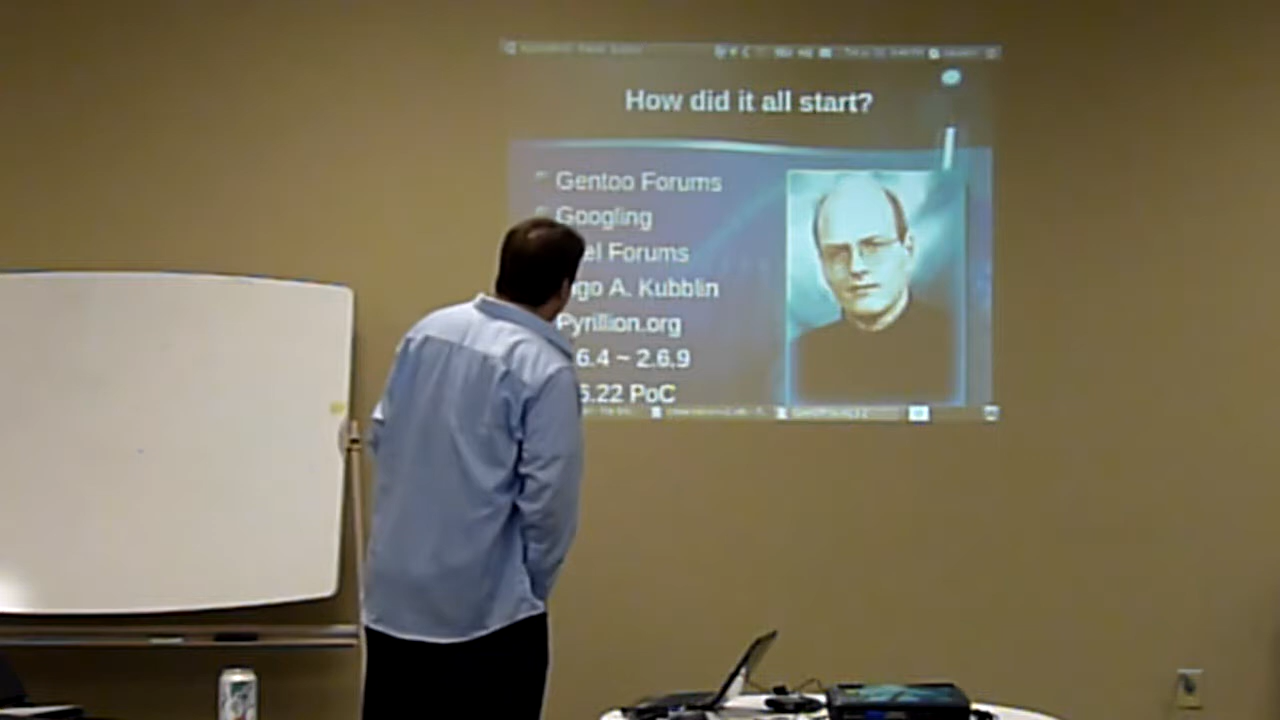 How did it all start?
Gentoo Forums
Googling
el Forums
go A. Kubblin
Pyrillion.org
6.4 ~ 2.6.9
.22 PoC